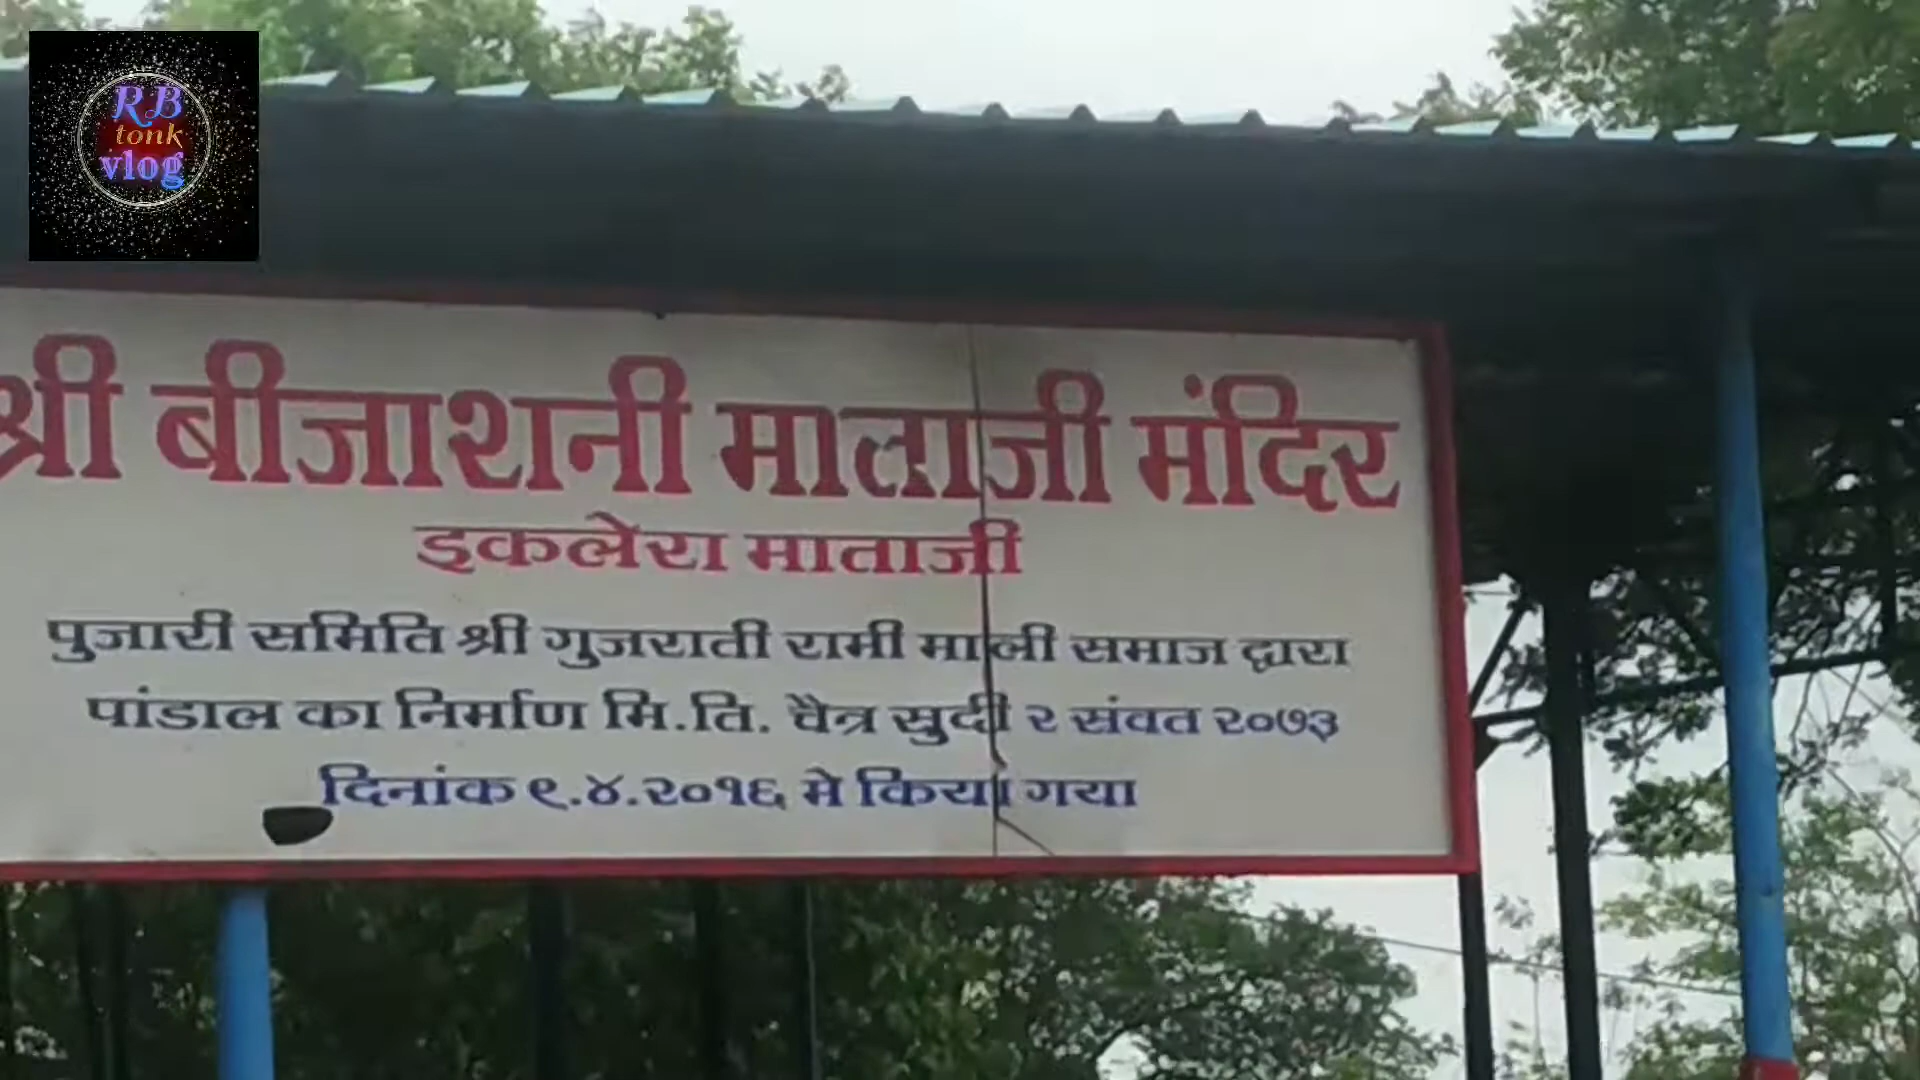 RB
tonk
vlog
श्री बीजाशनी माताजी मंदिर
इकलेरा माताजी
पुजारी समिति श्री गुजराती रामी माली समाज द्वारा
पांडाल का निर्माण मि.ति. चैत्र सुदी २ संवत २०७३
दिनांक ९.४.२०१६ मे किया गया